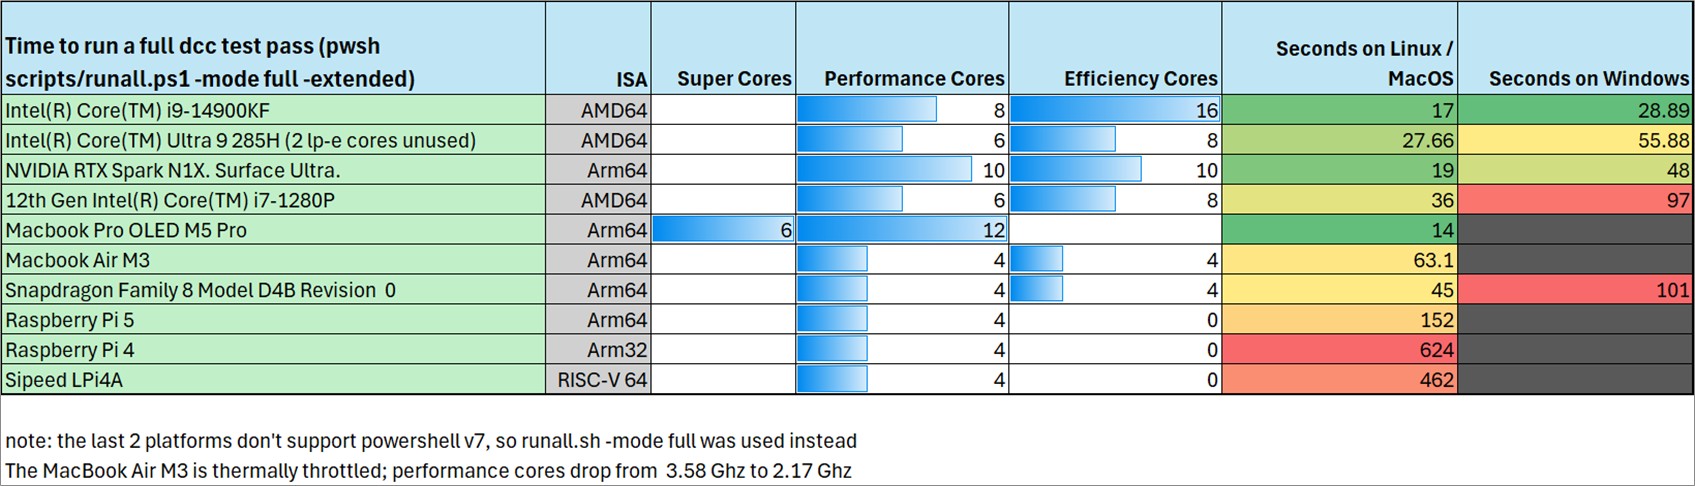 Time to run a full dcc test pass (pwsh
scripts/runall.ps1 -mode full -extended) ISA Super Cores Performance Cores Efficiency Cores Seconds on Linux / MacOS Seconds on Windows
Intel(R) Core(TM) i9-14900KF AMD64 8 16 17 28.89
Intel(R) Core(TM) Ultra 9 285H (2 lp-e cores unused) AMD64 6 8 27.66 55.88
NVIDIA RTX Spark N1X. Surface Ultra. Arm64 10 10 19 48
12th Gen Intel(R) Core(TM) i7-1280P AMD64 6 8 36 97
Macbook Pro OLED M5 Pro Arm64 6 12 14
Macbook Air M3 Arm64 4 4 63.1
Snapdragon Family 8 Model D4B Revision 0 Arm64 4 4 45 101
Raspberry Pi 5 Arm64 4 0 152
Raspberry Pi 4 Arm32 4 0 624
Sipeed LPi4A RISC-V 64 4 0 462
note: the last 2 platforms don't support powershell v7, so runall.sh -mode full was used instead
The MacBook Air M3 is thermally throttled; performance cores drop from 3.58 Ghz to 2.17 Ghz